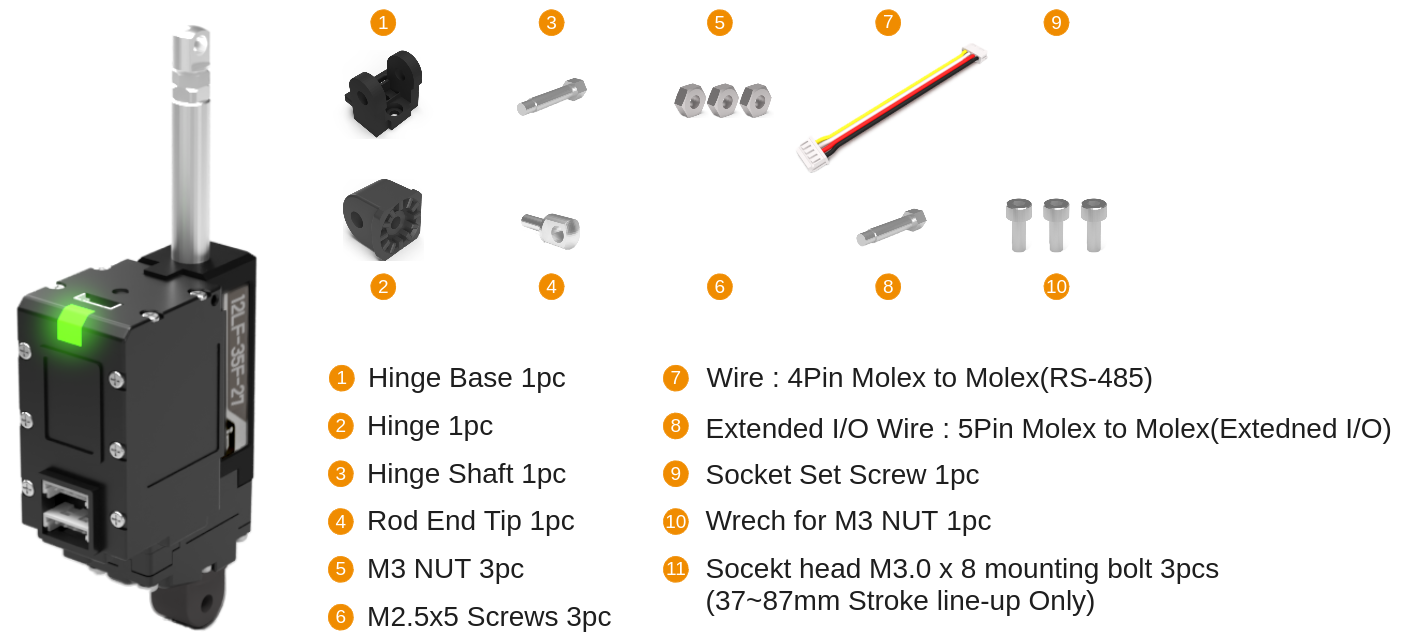 1 3 5 7 9
2 4 6 8 10
12LF-35F-27
1 Hinge Base 1pc
2 Hinge 1pc
3 Hinge Shaft 1pc
4 Rod End Tip 1pc
5 M3 NUT 3pc
6 M2.5x5 Screws 3pc
7 Wire : 4Pin Molex to Molex(RS-485)
8 Extended I/O Wire : 5Pin Molex to Molex(Extedned I/O)
9 Socket Set Screw 1pc
10 Wrech for M3 NUT 1pc
11 Socekt head M3.0 x 8 mounting bolt 3pcs
(37~87mm Stroke line-up Only)